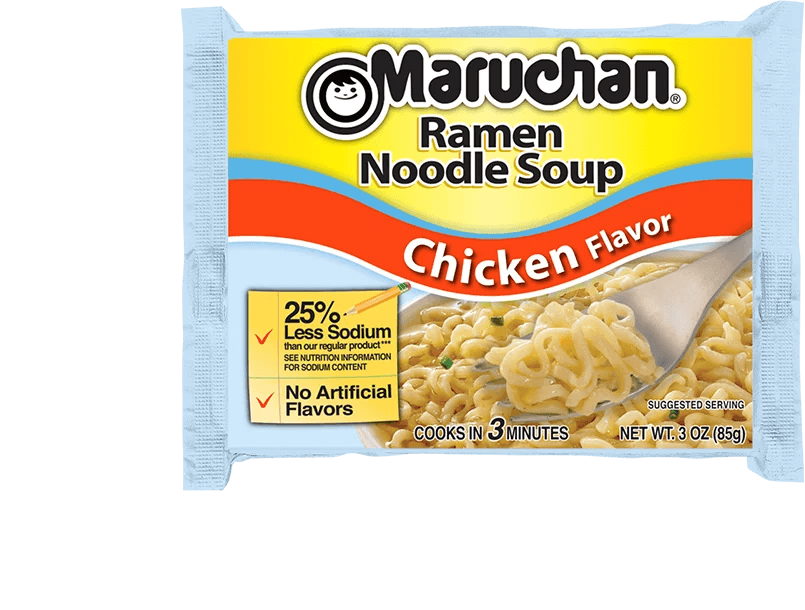 Maruchan®
Ramen
Noodle Soup
Chicken Flavor
25%
Less Sodium
than our regular product***
SEE NUTRITION INFORMATION
FOR SODIUM CONTENT
No Artificial
Flavors
SUGGESTED SERVING
COOKS IN 3 MINUTES
NET WT. 3 OZ (85g)